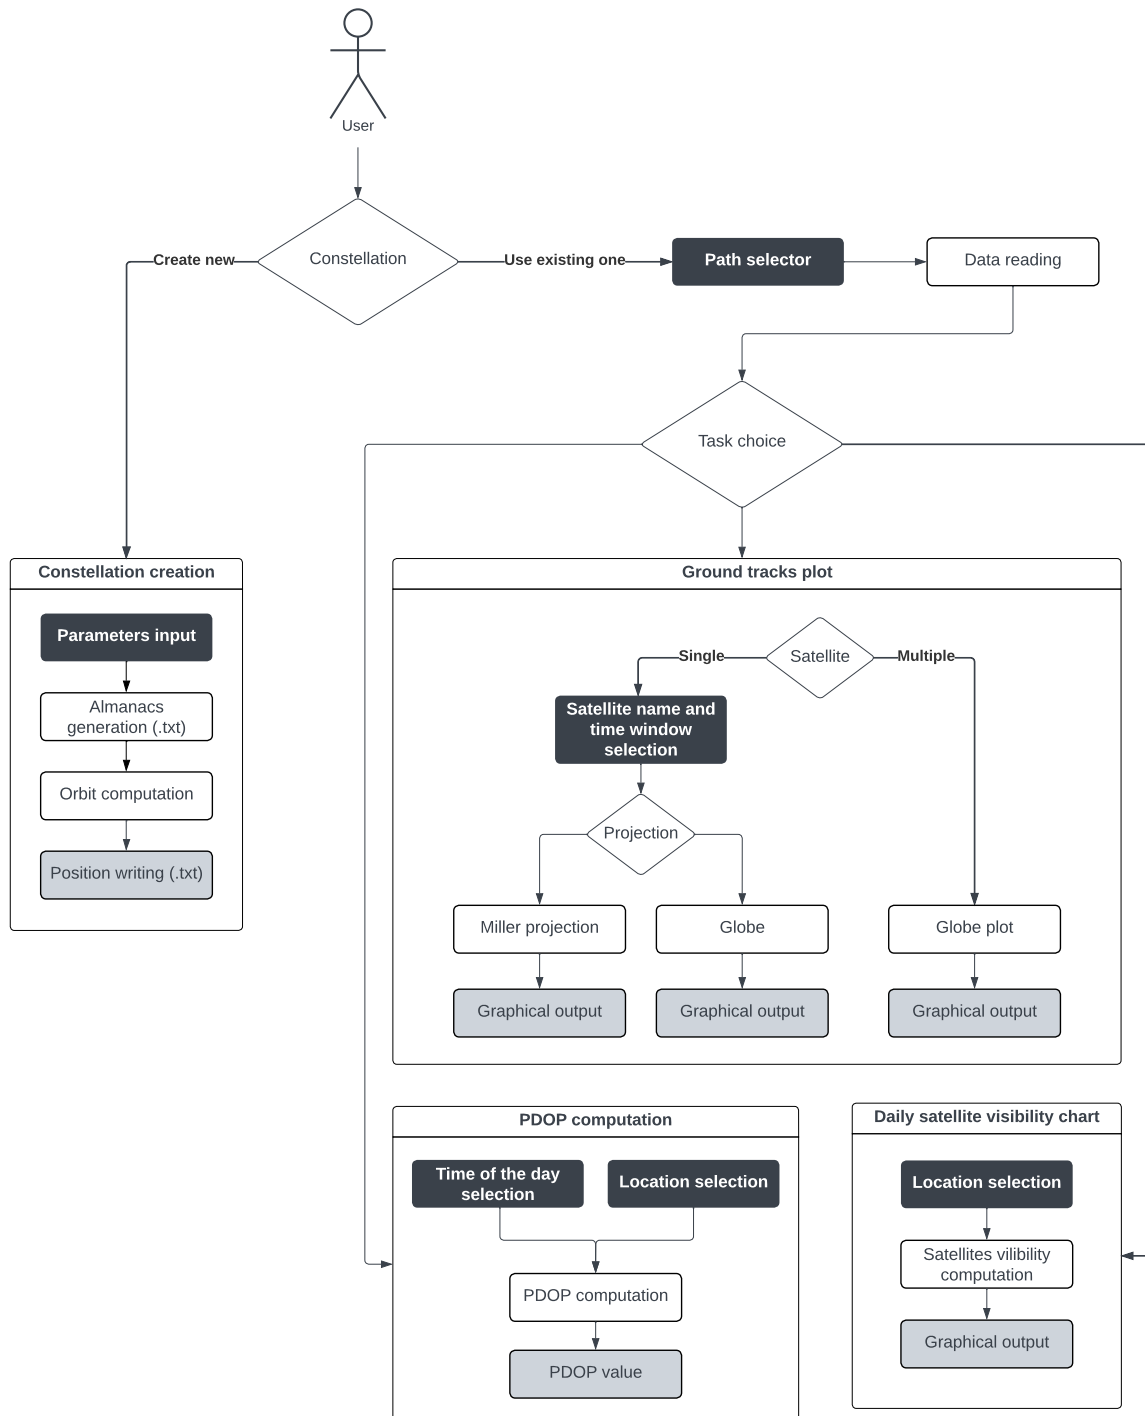 User
Constellation
Create new
Use existing one
Path selector
Data reading
Task choice
Constellation creation
Parameters input
Almanacs
generation (.txt)
Orbit computation
Position writing (.txt)
Ground tracks plot
Satellite
Single
Multiple
Satellite name and
time window
selection
Projection
Miller projection
Globe
Globe plot
Graphical output
Graphical output
Graphical output
PDOP computation
Time of the day
selection
Location selection
PDOP computation
PDOP value
Daily satellite visibility chart
Location selection
Satellites vilibility
computation
Graphical output